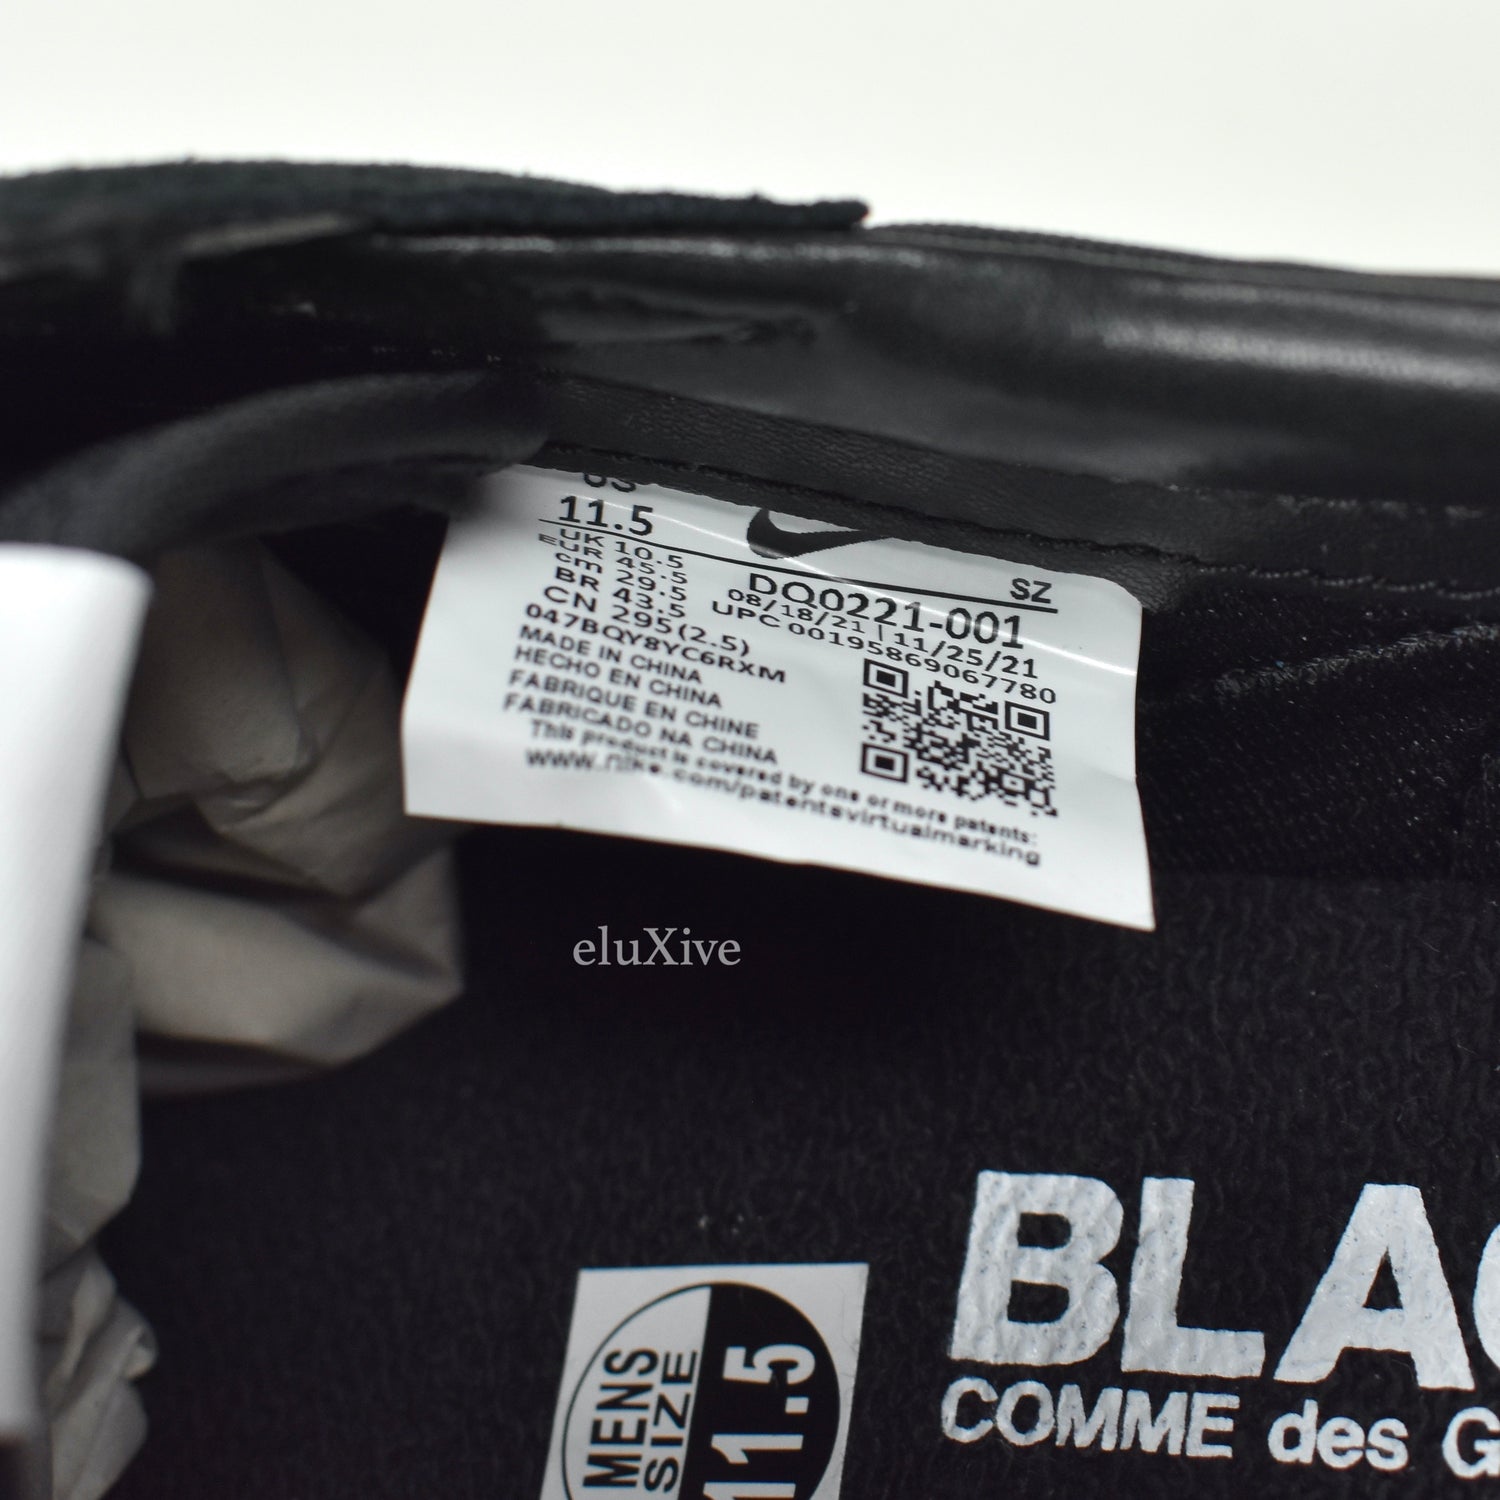 US
11.5
SZ
UK 10.5
EUR 45.5
cm 29.5
BR 43.5
CN 295(2.5)
DQ0221-001
08/18/21 | 11/25/21
UPC 00195869067780
047BQY8YC6RXM
MADE IN CHINA
HECHO EN CHINA
FABRIQUE EN CHINE
FABRICADO NA CHINA
This product is covered by one or more patents:
www.nike.com/patentsvirtualmarking
eluXive
MENS
SIZE
11.5
BLAC
COMME des G